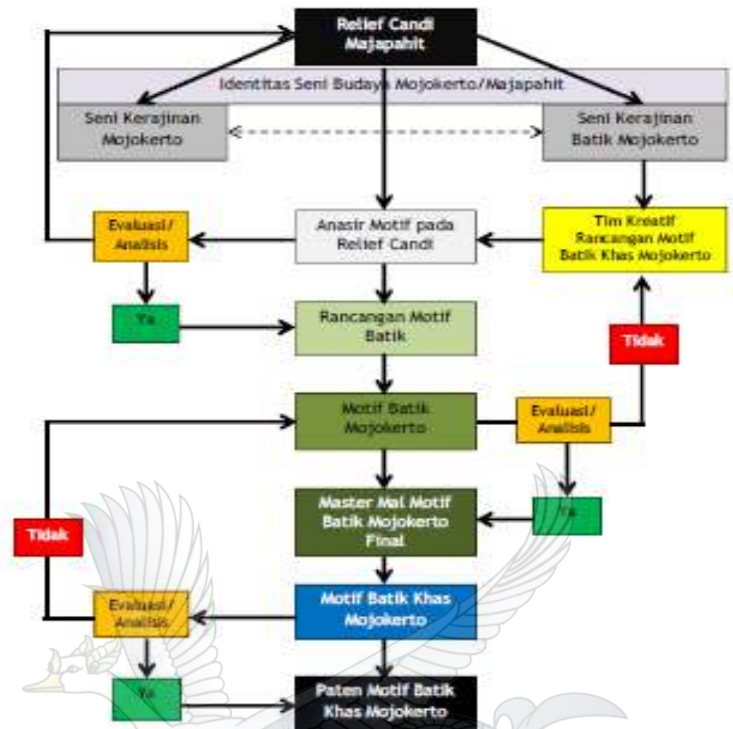 Relief Candi
Majapahit
Identitas Seni Budaya Mojokerto/Majapahit
Seni Kerajinan
Mojokerto
Seni Kerajinan
Batik Mojokerto
Evaluasi/
Analisis
Anasir Motif pada
Relief Candi
Tim Kreatif
Rancangan Motif
Batik Khas Mojokerto
Ya
Rancangan Motif
Batik
Tidak
Motif Batik
Mojokerto
Evaluasi/
Analisis
Master Mal Motif
Batik Mojokerto
Final
Ya
Tidak
Evaluasi/
Analisis
Motif Batik Khas
Mojokerto
Ya
Paten Motif Batik
Khas Mojokerto